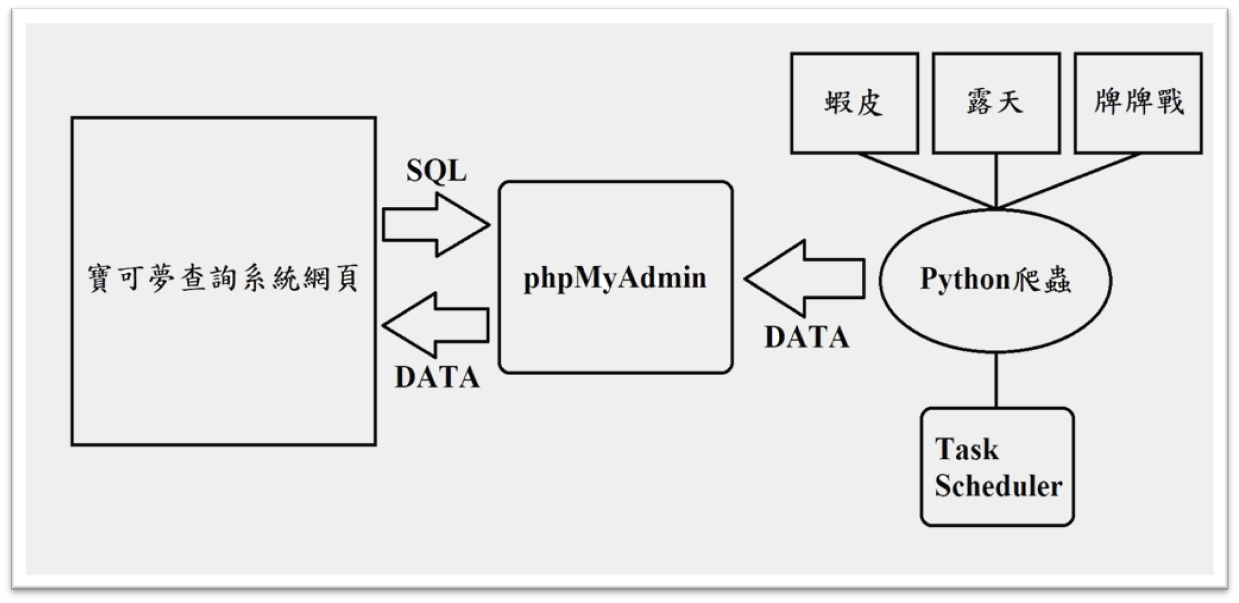 蝦皮
露天
牌牌戰
SQL
寶可夢查詢系統網頁
phpMyAdmin
Python爬蟲
DATA
DATA
Task
Scheduler